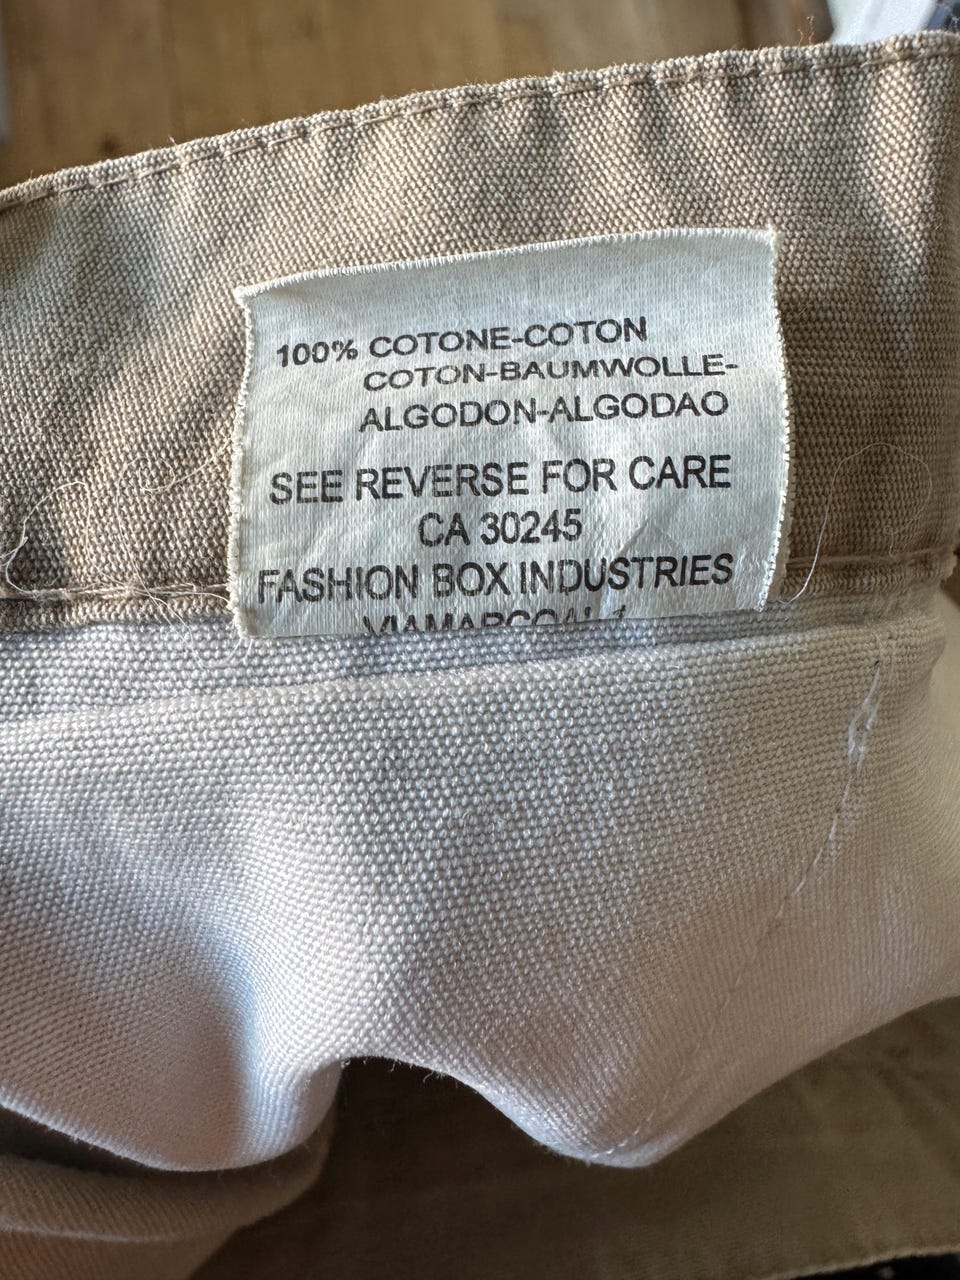 100% COTONE-COTON
COTON-BAUMWOLLE-
ALGODON-ALGODAO
SEE REVERSE FOR CARE
CA 30245
FASHION BOX INDUSTRIES